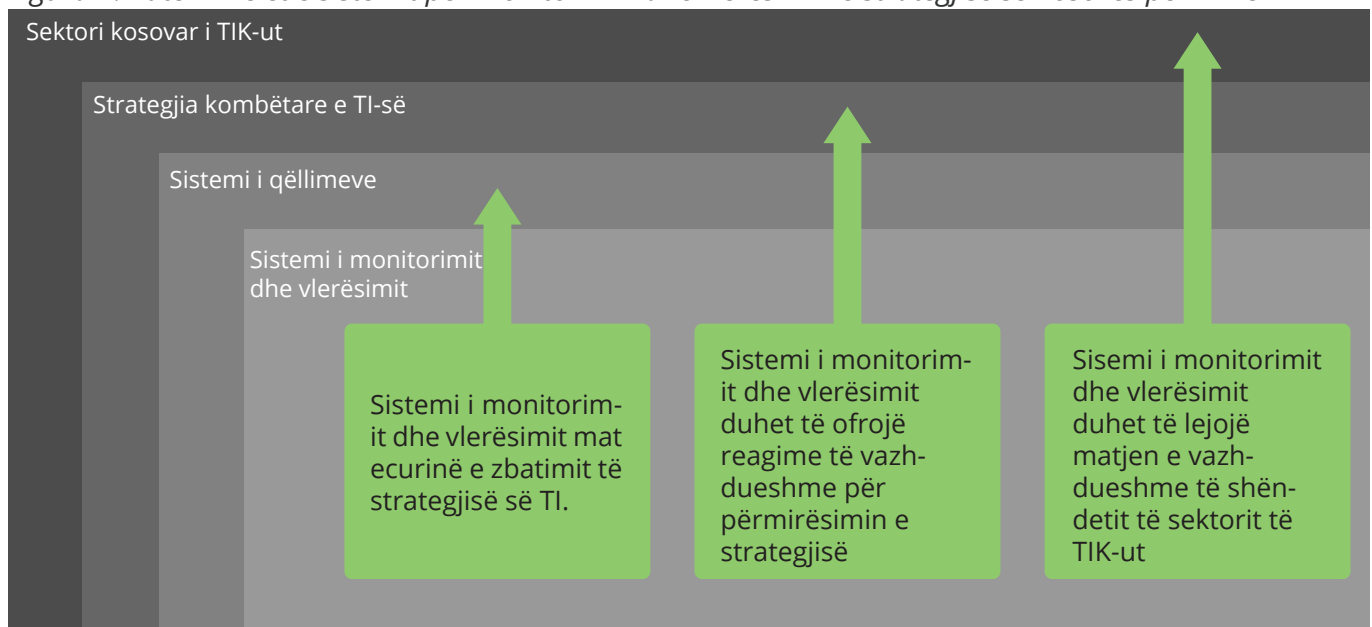 Sektori kosovar i TIK-ut
Strategjia kombëtare e TI-së
Sistemi i qëllimeve
Sistemi i monitorimit
dhe vlerësimit
Sistemi i monitorim-
it dhe vlerësimit mat
ecurinë e zbatimit të
strategjisë së TI.
Sistemi i monitorim-
it dhe vlerësimit
duhet të ofrojë
reagime të vazh-
dueshme për
përmirësimin e
strategjisë
Sisemi i monitorimit
dhe vlerësimit
duhet të lejojë
matjen e vazh-
dueshme të shën-
detit të sektorit të
TIK-ut